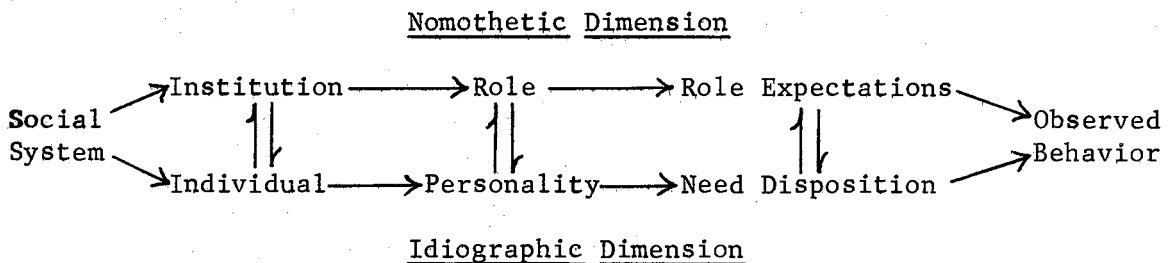 Nomothetic Dimension
Institution Role Role Expectations
Social
System
Observed
Behavior
Individual Personality Need Disposition
Idiographic Dimension